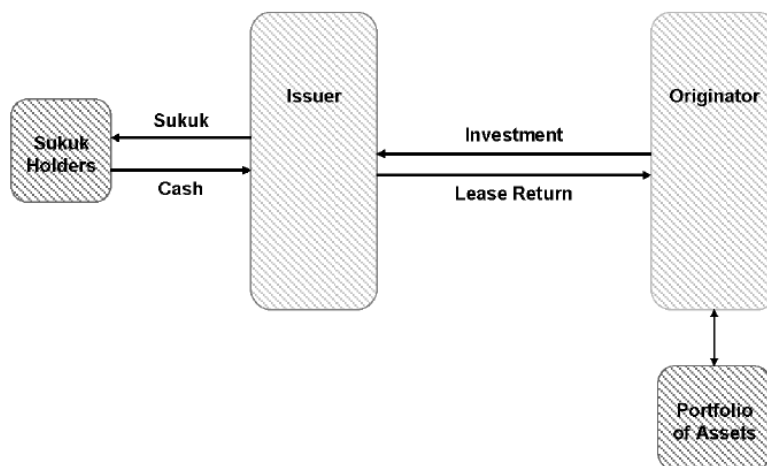 Issuer
Originator
Sukuk
Investment
Sukuk
Holders
Cash
Lease Return
Portfolio
of Assets